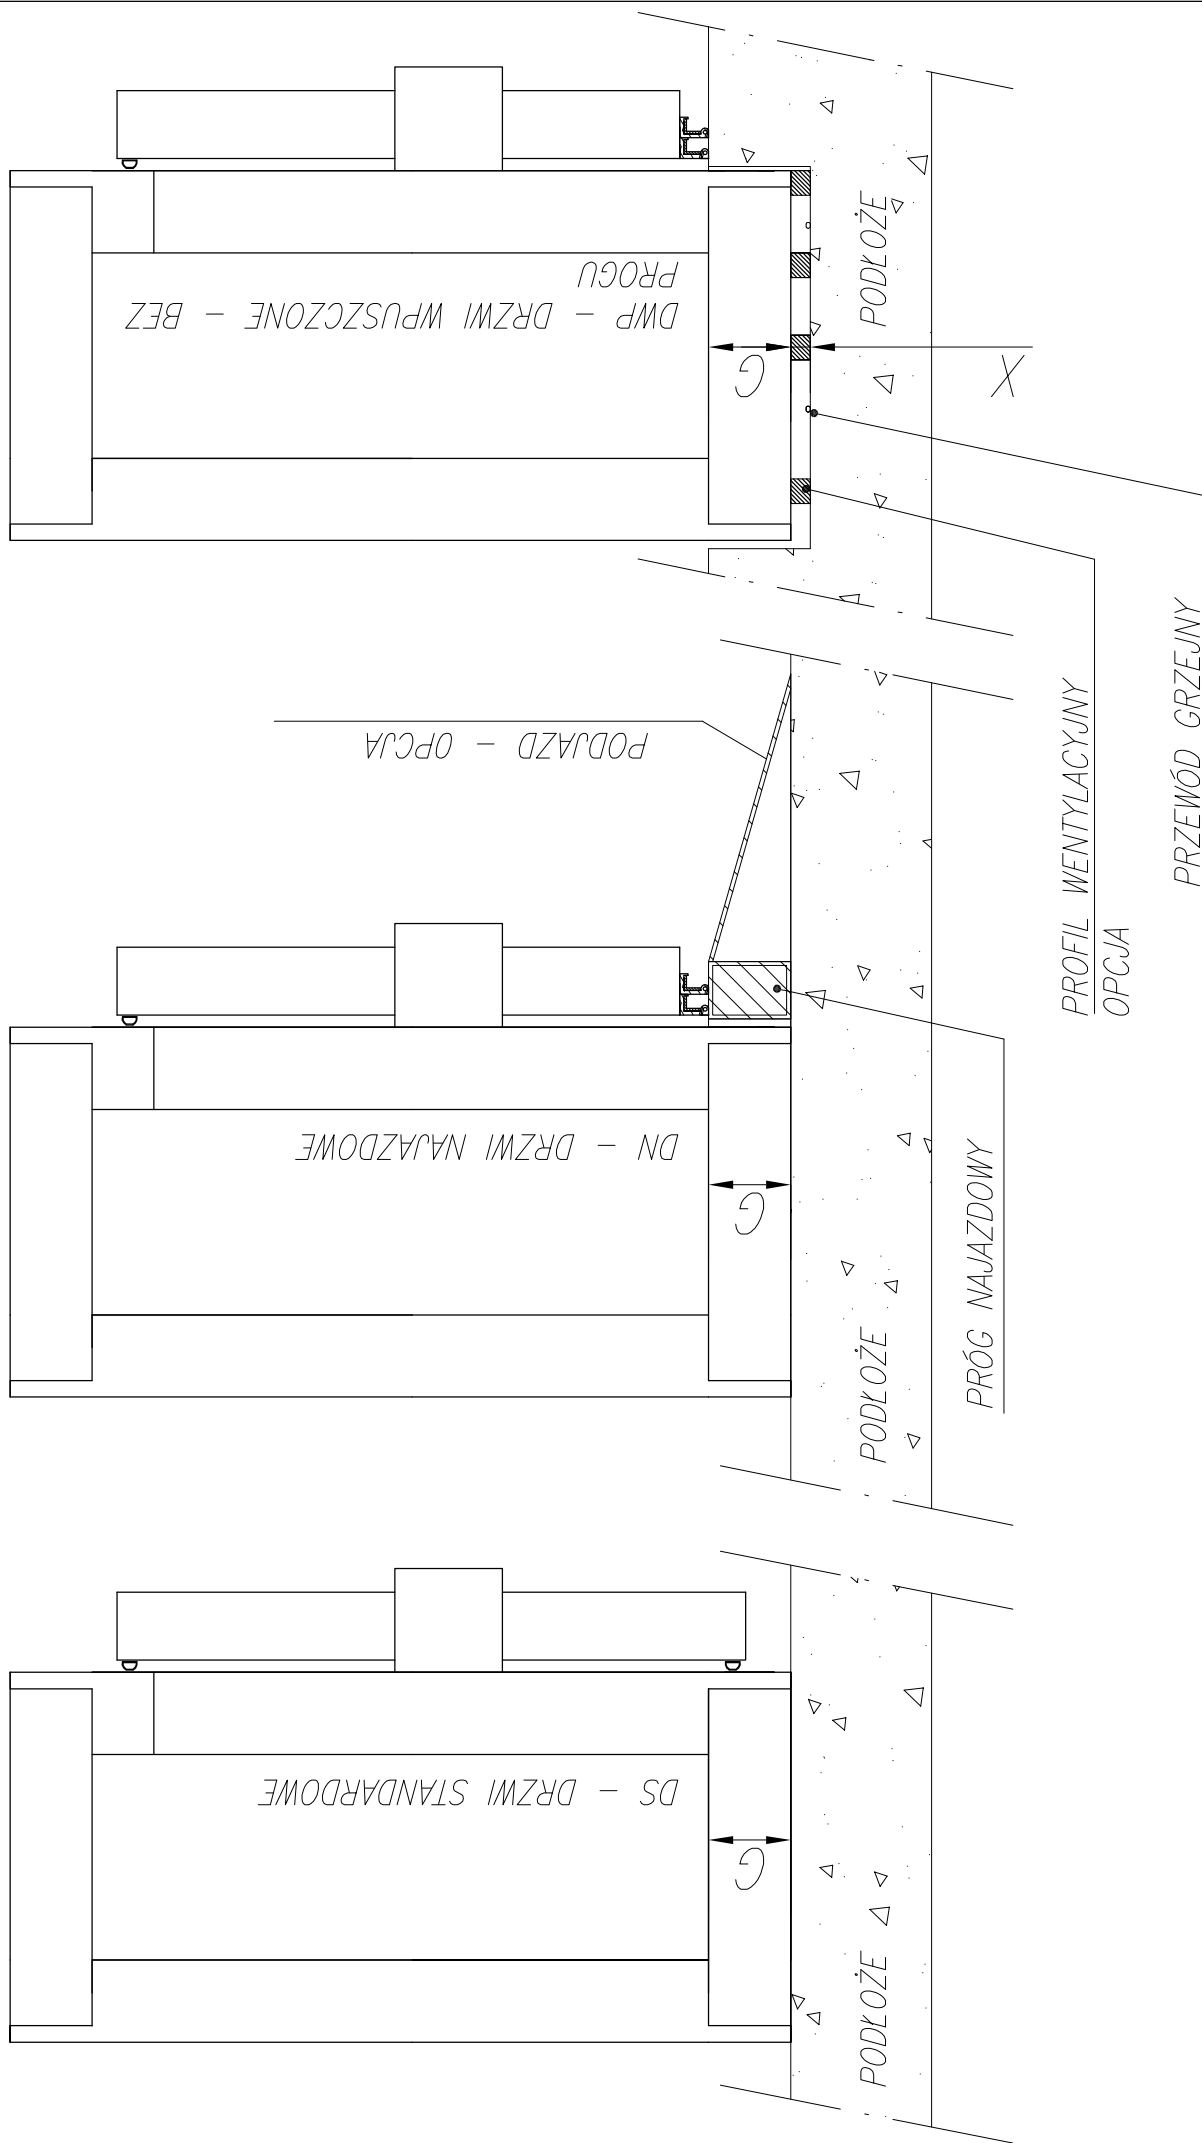 DWP - DRZWI WPUSZCZONE - BEZ
PROGU
G
X
PODŁOŻE
PRZEWÓD GRZEJNY
PROFIL WENTYLACYJNY
OPCJA
PODJAZD - OPCJA
DN - DRZWI NAJAZDOWE
G
PODŁOŻE
PRÓG NAJAZDOWY
DS - DRZWI STANDARDOWE
G
PODŁOŻE